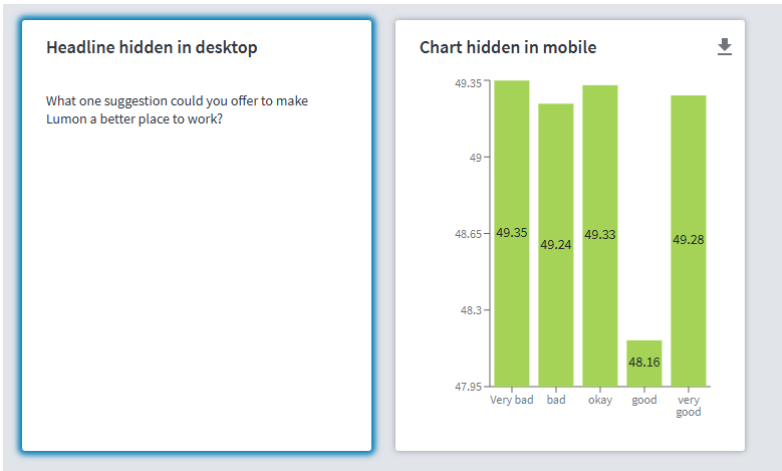 Headline hidden in desktop
What one suggestion could you offer to make
Lumon a better place to work?
Chart hidden in mobile
49.35
49
48.65
48.3
47.95
49.35
49.24
49.33
48.16
49.28
Very bad
bad
okay
good
very
good